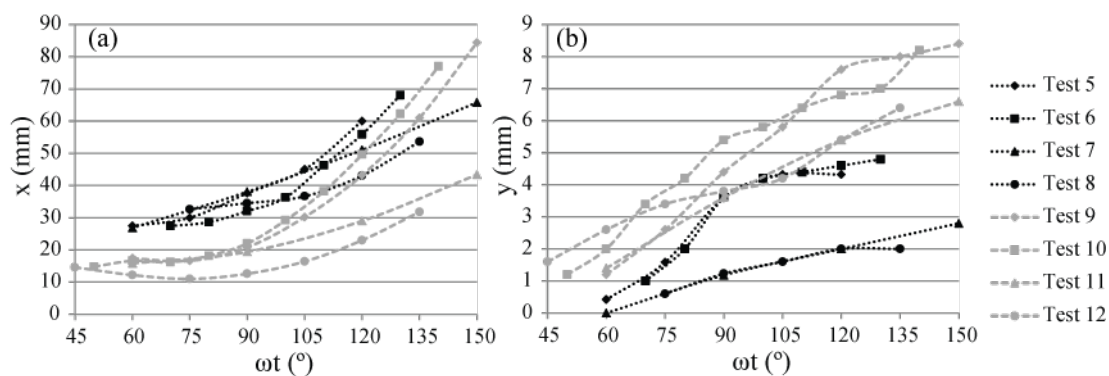 (a)
x (mm)
90
80
70
60
50
40
30
20
10
0
45 60 75 90 105 120 135 150
ωt (º)
(b)
y (mm)
9
8
7
6
5
4
3
2
1
0
45 60 75 90 105 120 135 150
ωt (º)
Test 5
Test 6
Test 7
Test 8
Test 9
Test 10
Test 11
Test 12